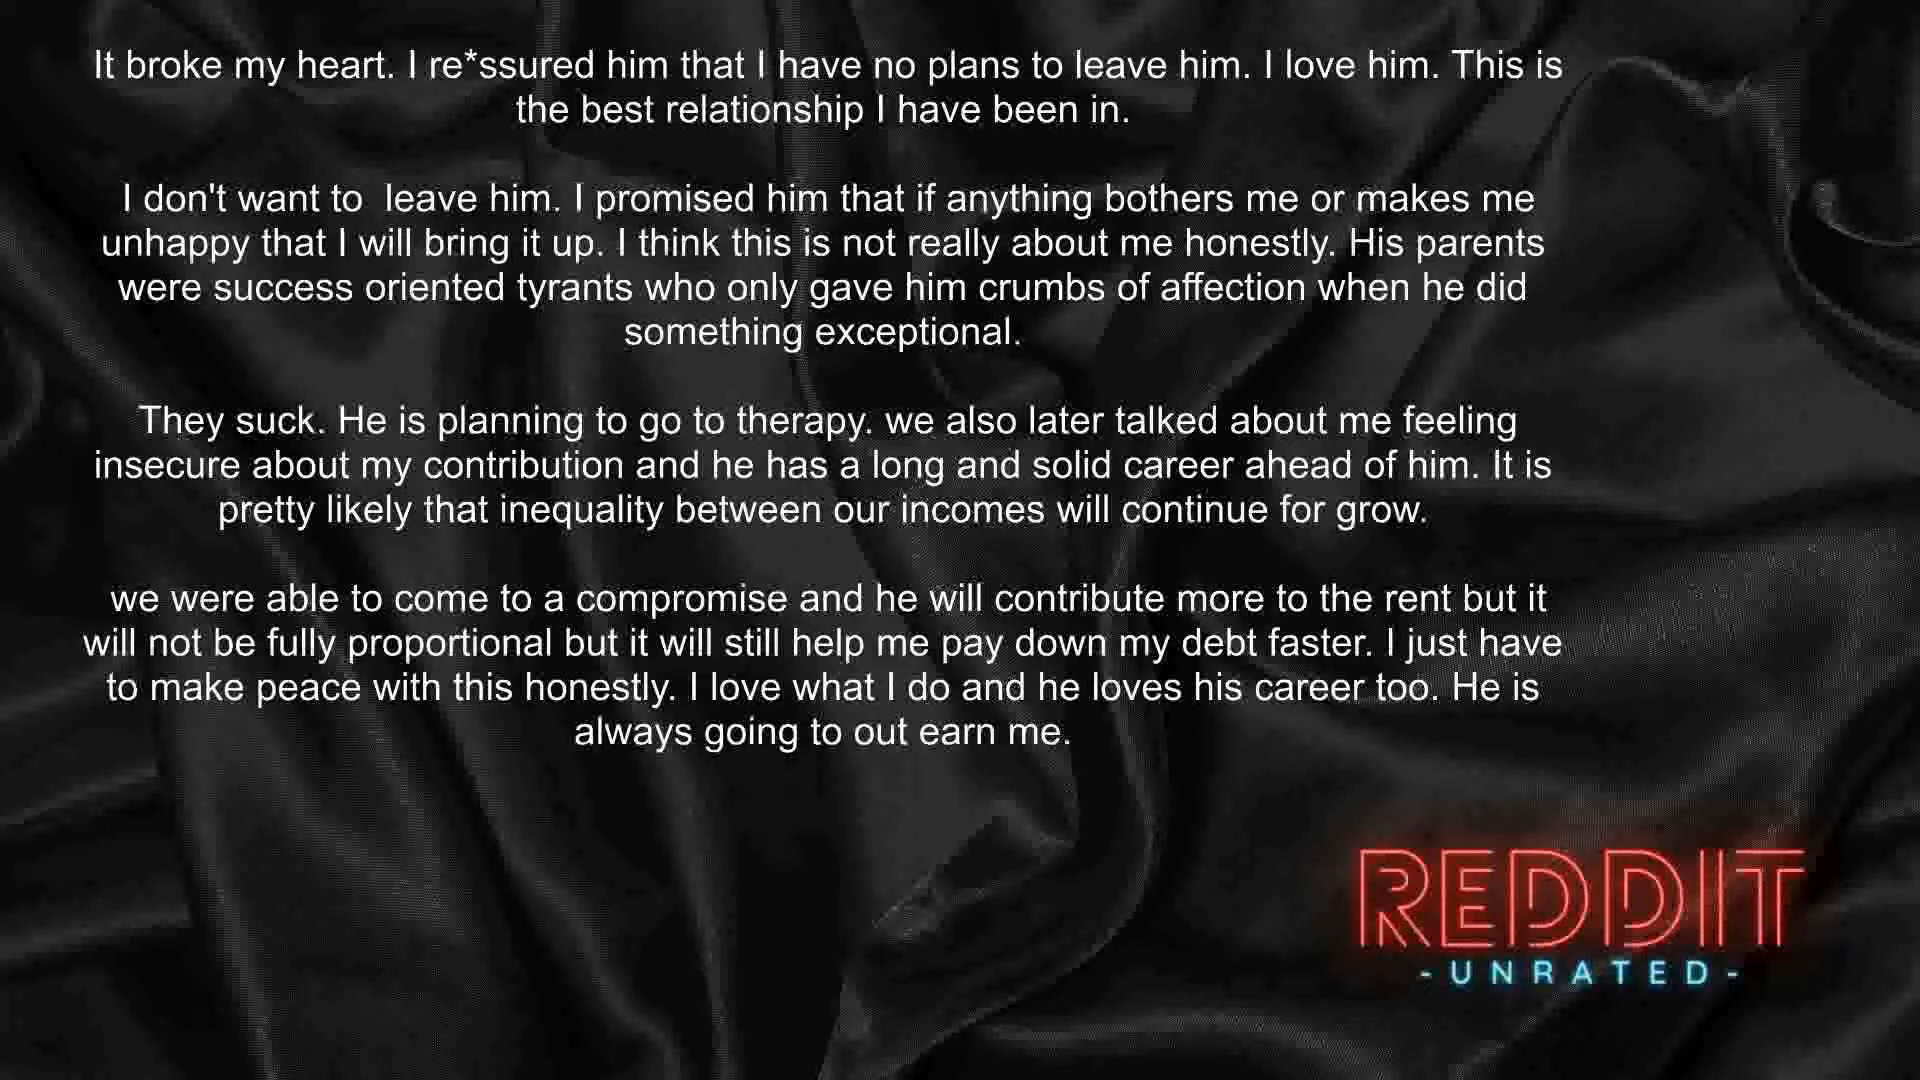 It broke my heart. I re*ssured him that I have no plans to leave him. I love him. This is
the best relationship I have been in.
I don't want to  leave him. I promised him that if anything bothers me or makes me
unhappy that I will bring it up. I think this is not really about me honestly. His parents
were success oriented tyrants who only gave him crumbs of affection when he did
something exceptional.
They suck. He is planning to go to therapy. we also later talked about me feeling
insecure about my contribution and he has a long and solid career ahead of him. It is
pretty likely that inequality between our incomes will continue for grow.
we were able to come to a compromise and he will contribute more to the rent but it
will not be fully proportional but it will still help me pay down my debt faster. I just have
to make peace with this honestly. I love what I do and he loves his career too. He is
always going to out earn me.
REDDIT
- UNRATED -